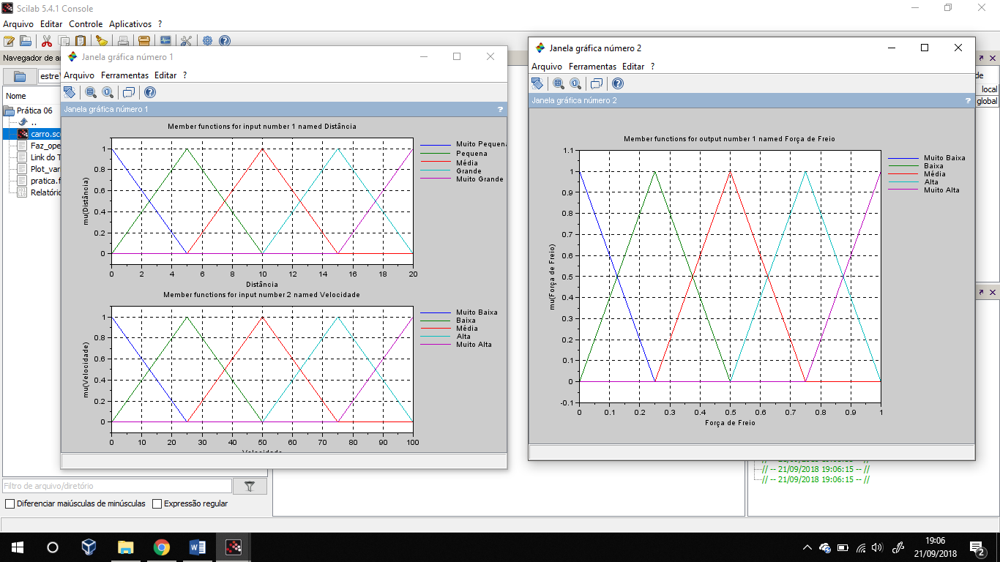 Scilab 5.4.1 Console
Arquivo Editar Controle Aplicativos ?
Navegador de
estre
Nome
Prática 06
..
carro.sc
Faz_ope
Link do T
Plot_var
pratica.f
Relatóri
Filtro de arquivo/diretório
Diferenciar maiúsculas de minúsculas Expressão regular
Janela gráfica número 1
Arquivo Ferramentas Editar ?
Janela gráfica número 1 ?
Member functions for input number 1 named Distância
mu(Distância)
1
0.8
0.6
0.4
0.2
0
0 2 4 6 8 10 12 14 16 18 20
Distância
Muito Pequena
Pequena
Média
Grande
Muito Grande
Member functions for input number 2 named Velocidade
mu(Velocidade)
1
0.8
0.6
0.4
0.2
0
0 10 20 30 40 50 60 70 80 90 100
Velocidade
Muito Baixa
Baixa
Média
Alta
Muito Alta
Janela gráfica número 2
Arquivo Ferramentas Editar ?
Janela gráfica número 2 ?
Member functions for output number 1 named Força de Freio
mu(Força de Freio)
1.1
1
0.9
0.8
0.7
0.6
0.5
0.4
0.3
0.2
0.1
0
-0.1
0 0.1 0.2 0.3 0.4 0.5 0.6 0.7 0.8 0.9 1
Força de Freio
Muito Baixa
Baixa
Média
Alta
Muito Alta
de
local
global
// -- 21/09/2018 19:06:15 -- //
// -- 21/09/2018 19:06:15 -- //
// -- 21/09/2018 19:06:15 -- //
19:06
21/09/2018
2